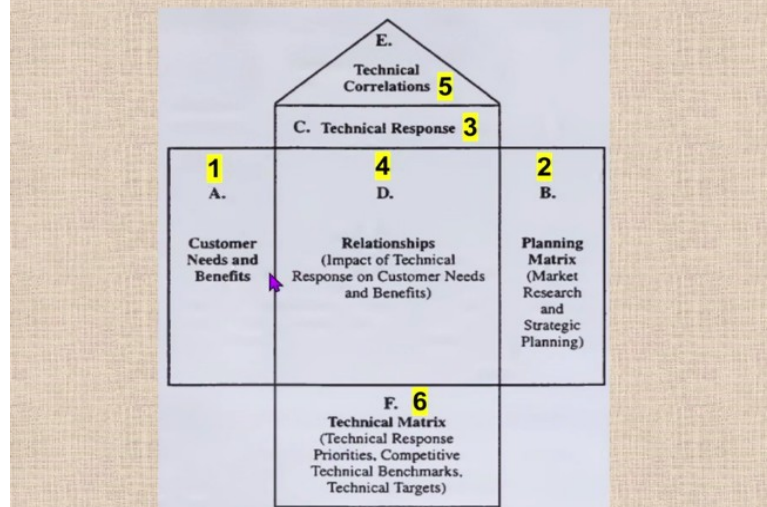 E.
Technical
Correlations 5
C. Technical Response 3
1
A.
Customer
Needs and
Benefits
4
D.
Relationships
(Impact of Technical
Response on Customer Needs
and Benefits)
2
B.
Planning
Matrix
(Market
Research
and
Strategic
Planning)
F. 6
Technical Matrix
(Technical Response
Priorities, Competitive
Technical Benchmarks,
Technical Targets)